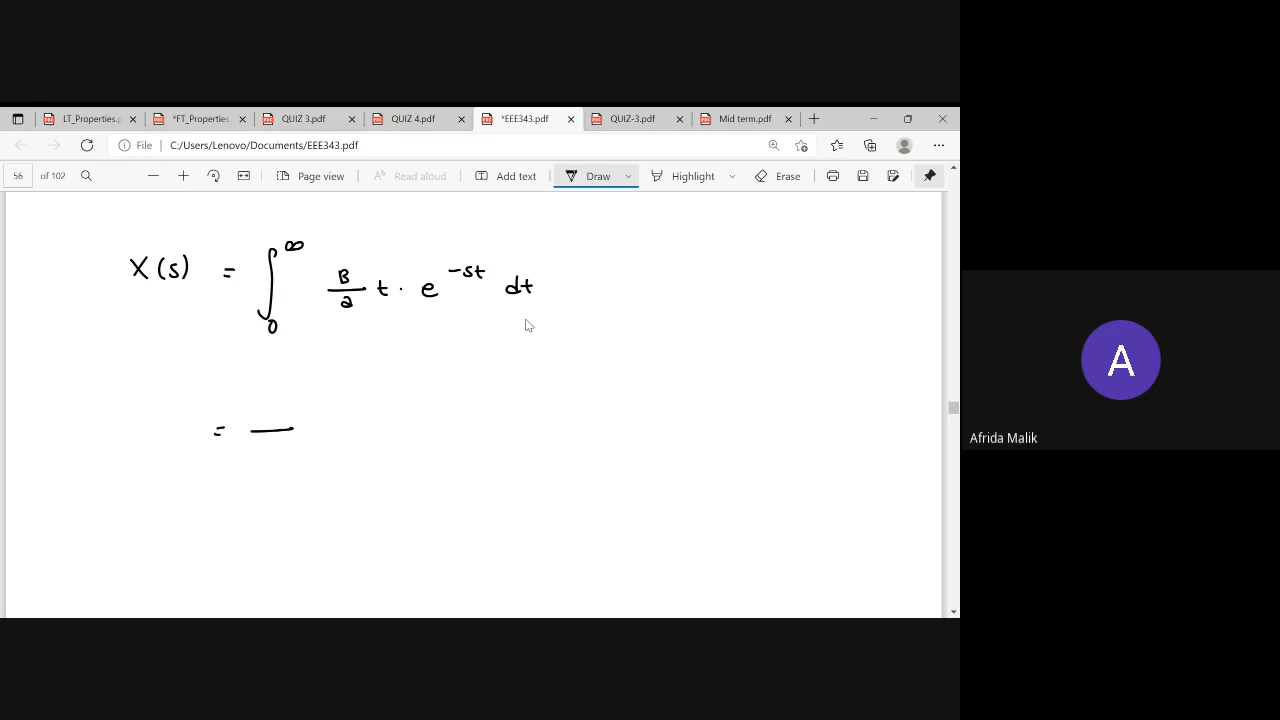 LT_Properties.p *FT_Properties. QUIZ 3.pdf QUIZ 4.pdf *EEE343.pdf QUIZ-3.pdf Mid term.pdf
File C:/Users/Lenovo/Documents/EEE343.pdf
56 of 102 Page view Read aloud Add text Draw Highlight Erase
X(s) = ∫₀^∞ B/2 t · e^(-st) dt
= —
A
Afrida Malik